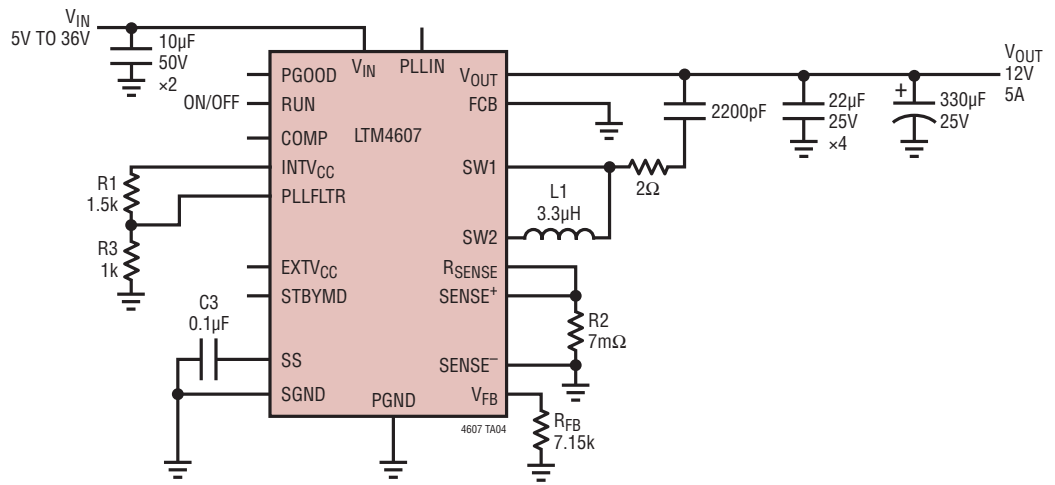 VIN
5V TO 36V
10µF
50V
×2
VIN
PLLIN
PGOOD
RUN
ON/OFF
COMP
LTM4607
INTVCC
PLLFLTR
EXTVCC
STBYMD
SS
SGND
PGND
VOUT
FCB
SW1
SW2
RSENSE
SENSE+
SENSE–
VFB
R1
1.5k
R3
1k
C3
0.1µF
L1
3.3µH
2Ω
2200pF
22µF
25V
×4
+
330µF
25V
VOUT
12V
5A
R2
7mΩ
RFB
7.15k
4607 TA04